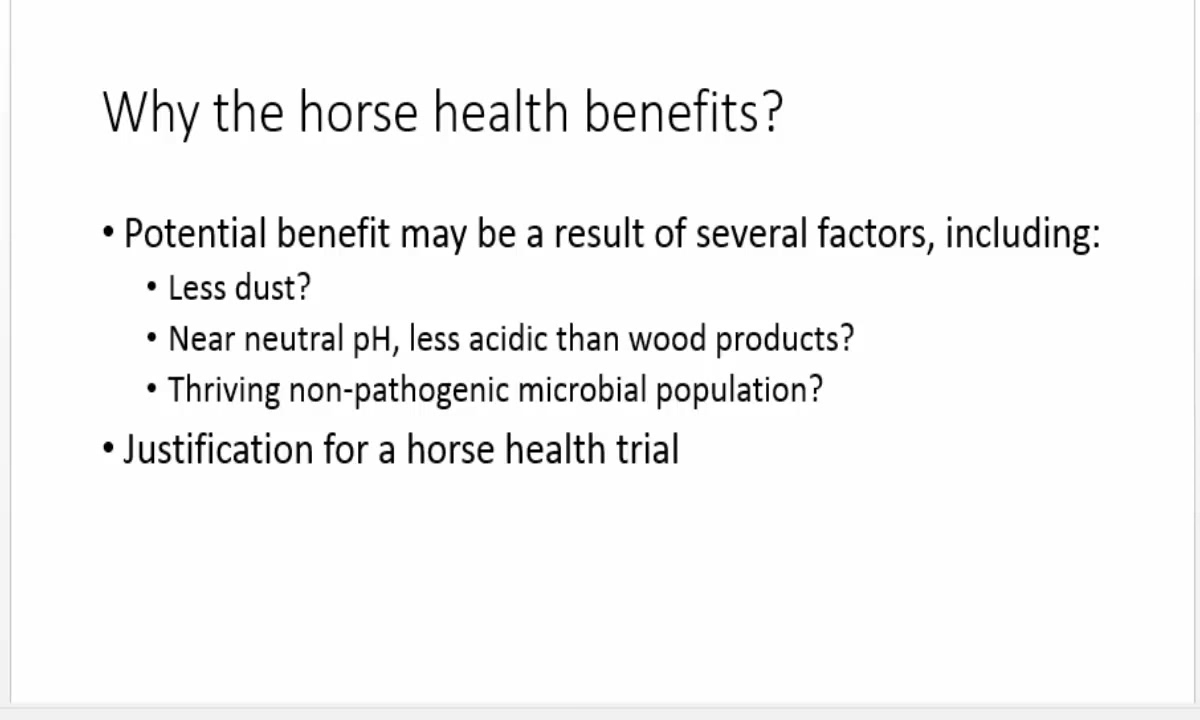 Why the horse health benefits?
• Potential benefit may be a result of several factors, including:
• Less dust?
• Near neutral pH, less acidic than wood products?
• Thriving non-pathogenic microbial population?
• Justification for a horse health trial